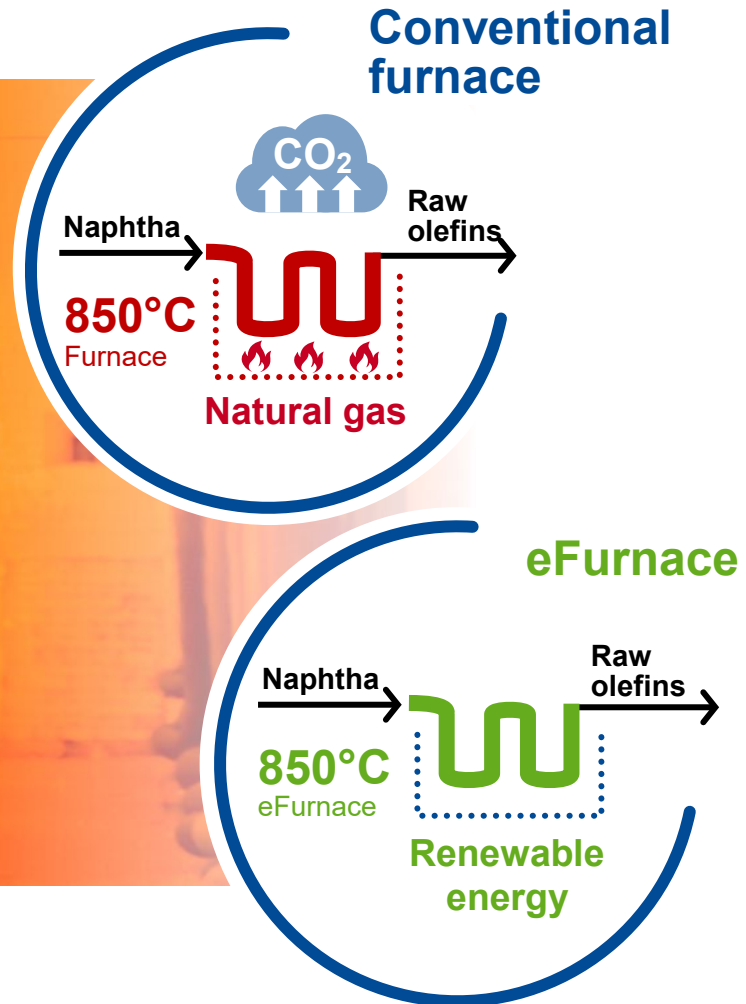 Conventional
furnace
CO₂
Naphtha
Raw
olefins
850°C
Furnace
Natural gas
eFurnace
Naphtha
Raw
olefins
850°C
eFurnace
Renewable
energy